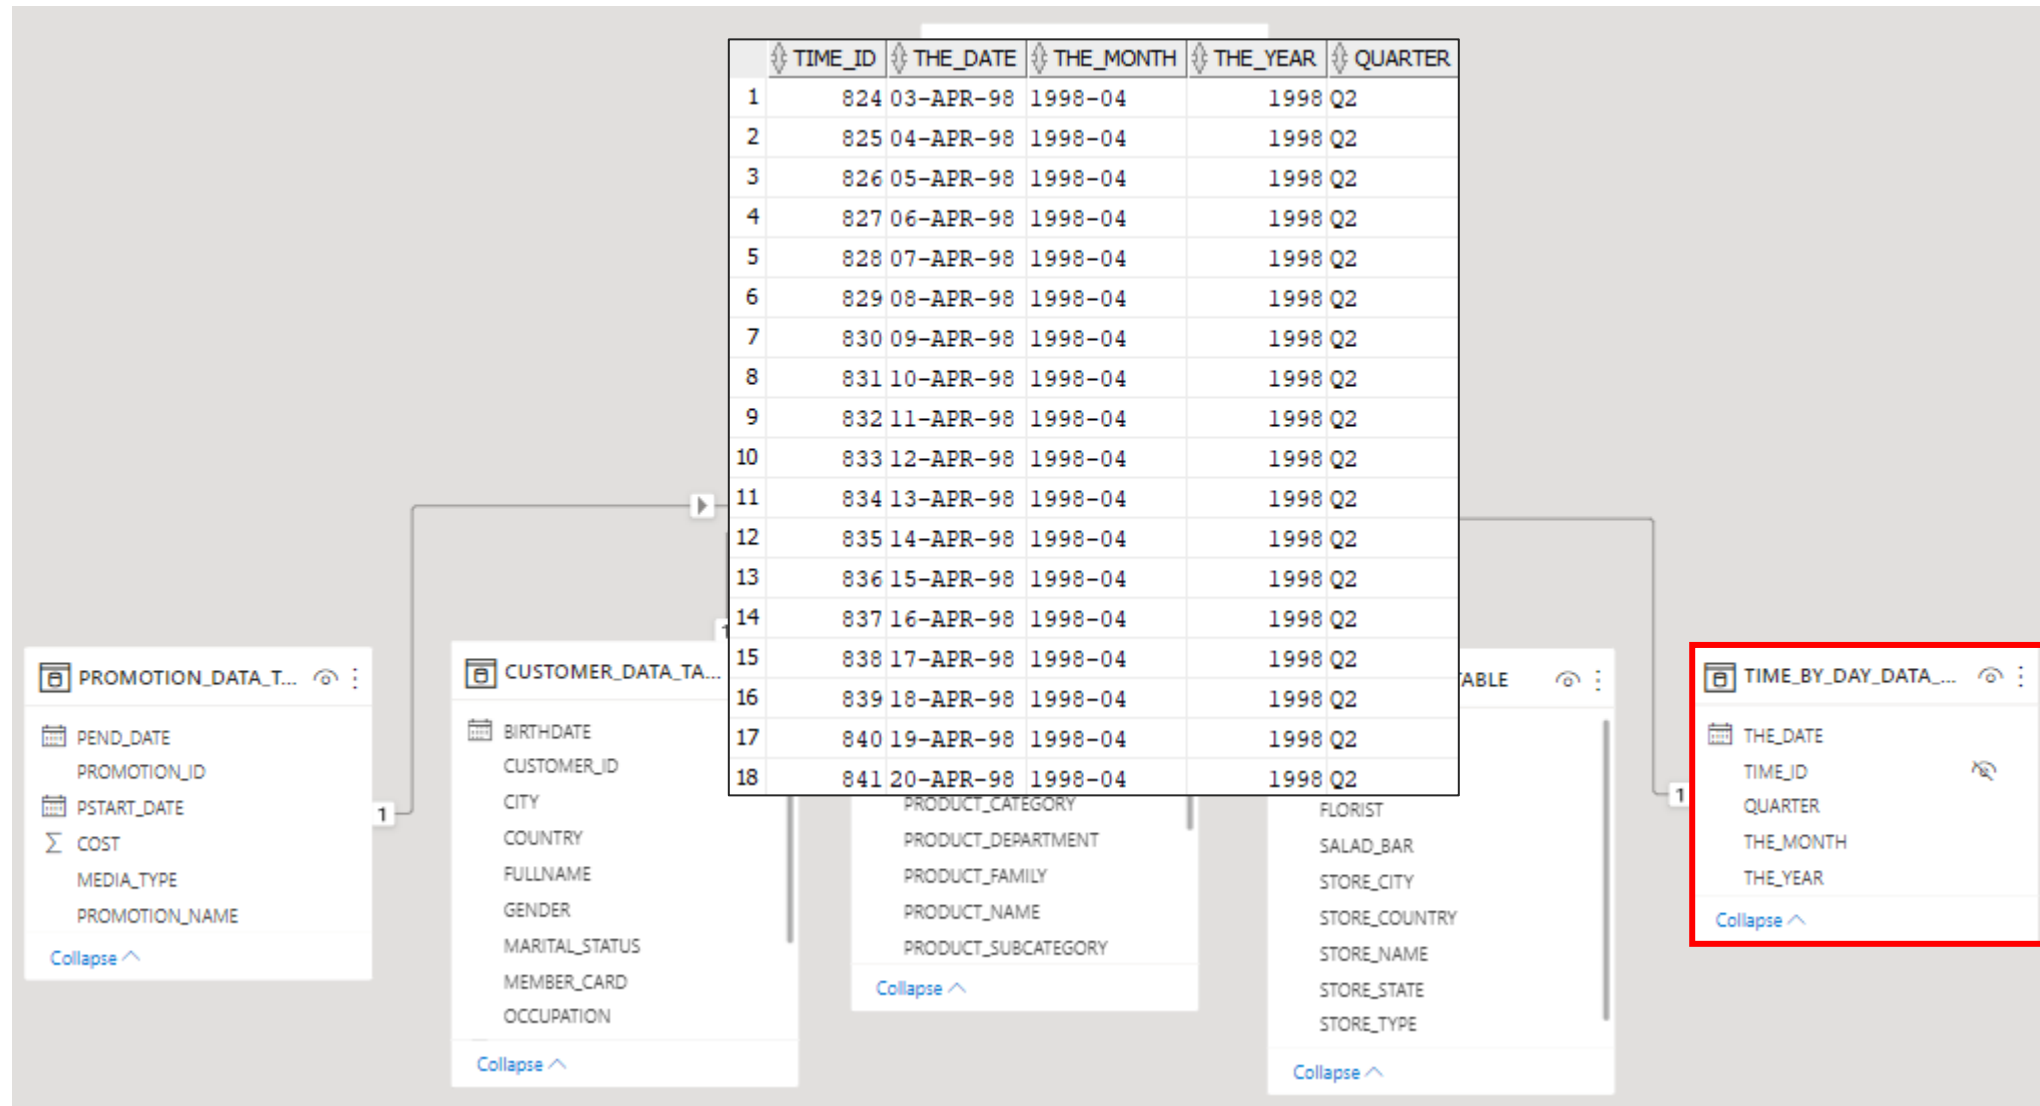 TIME_ID THE_DATE THE_MONTH THE_YEAR QUARTER
1 824 03-APR-98 1998-04 1998 Q2
2 825 04-APR-98 1998-04 1998 Q2
3 826 05-APR-98 1998-04 1998 Q2
4 827 06-APR-98 1998-04 1998 Q2
5 828 07-APR-98 1998-04 1998 Q2
6 829 08-APR-98 1998-04 1998 Q2
7 830 09-APR-98 1998-04 1998 Q2
8 831 10-APR-98 1998-04 1998 Q2
9 832 11-APR-98 1998-04 1998 Q2
10 833 12-APR-98 1998-04 1998 Q2
11 834 13-APR-98 1998-04 1998 Q2
12 835 14-APR-98 1998-04 1998 Q2
13 836 15-APR-98 1998-04 1998 Q2
14 837 16-APR-98 1998-04 1998 Q2
15 838 17-APR-98 1998-04 1998 Q2
16 839 18-APR-98 1998-04 1998 Q2
17 840 19-APR-98 1998-04 1998 Q2
18 841 20-APR-98 1998-04 1998 Q2
PROMOTION_DATA_T...
PEND_DATE
PROMOTION_ID
PSTART_DATE
COST
MEDIA_TYPE
PROMOTION_NAME
Collapse
1
1
CUSTOMER_DATA_TA...
BIRTHDATE
CUSTOMER_ID
CITY
COUNTRY
FULLNAME
GENDER
MARITAL_STATUS
MEMBER_CARD
OCCUPATION
Collapse
PRODUCT_CATEGORY
PRODUCT_DEPARTMENT
PRODUCT_FAMILY
PRODUCT_NAME
PRODUCT_SUBCATEGORY
Collapse
TABLE
FLORIST
SALAD_BAR
STORE_CITY
STORE_COUNTRY
STORE_NAME
STORE_STATE
STORE_TYPE
Collapse
1
TIME_BY_DAY_DATA_...
THE_DATE
TIME_ID
QUARTER
THE_MONTH
THE_YEAR
Collapse